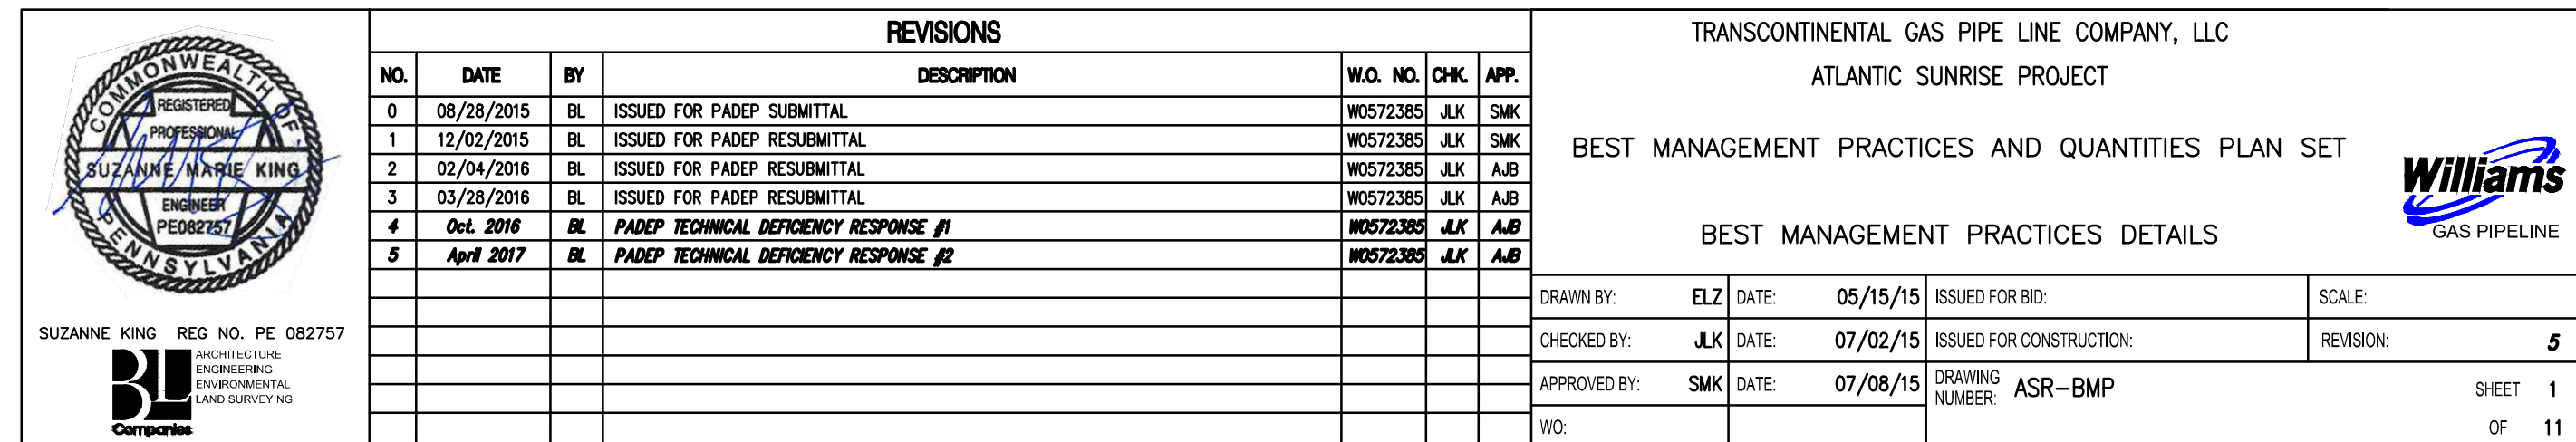 COMMONWEALTH OF
REGISTERED
PROFESSIONAL
SUZANNE MARIE KING
ENGINEER
PE082757
PENNSYLVANIA
SUZANNE KING REG NO. PE 082757
BL
ARCHITECTURE
ENGINEERING
ENVIRONMENTAL
LAND SURVEYING
Companies
REVISIONS
NO. DATE BY DESCRIPTION W.O. NO. CHK. APP.
0 08/28/2015 BL ISSUED FOR PADEP SUBMITTAL WO572385 JLK SMK
1 12/02/2015 BL ISSUED FOR PADEP RESUBMITTAL WO572385 JLK SMK
2 02/04/2016 BL ISSUED FOR PADEP RESUBMITTAL WO572385 JLK AJB
3 03/28/2016 BL ISSUED FOR PADEP RESUBMITTAL WO572385 JLK AJB
4 Oct. 2016 BL PADEP TECHNICAL DEFICIENCY RESPONSE #1 WO572385 JLK AJB
5 April 2017 BL PADEP TECHNICAL DEFICIENCY RESPONSE #2 WO572385 JLK AJB
TRANSCONTINENTAL GAS PIPE LINE COMPANY, LLC
ATLANTIC SUNRISE PROJECT
BEST MANAGEMENT PRACTICES AND QUANTITIES PLAN SET
BEST MANAGEMENT PRACTICES DETAILS
Williams
GAS PIPELINE
DRAWN BY: ELZ DATE: 05/15/15 ISSUED FOR BID: SCALE:
CHECKED BY: JLK DATE: 07/02/15 ISSUED FOR CONSTRUCTION: REVISION: 5
APPROVED BY: SMK DATE: 07/08/15 DRAWING NUMBER: ASR-BMP SHEET 1
WO: OF 11